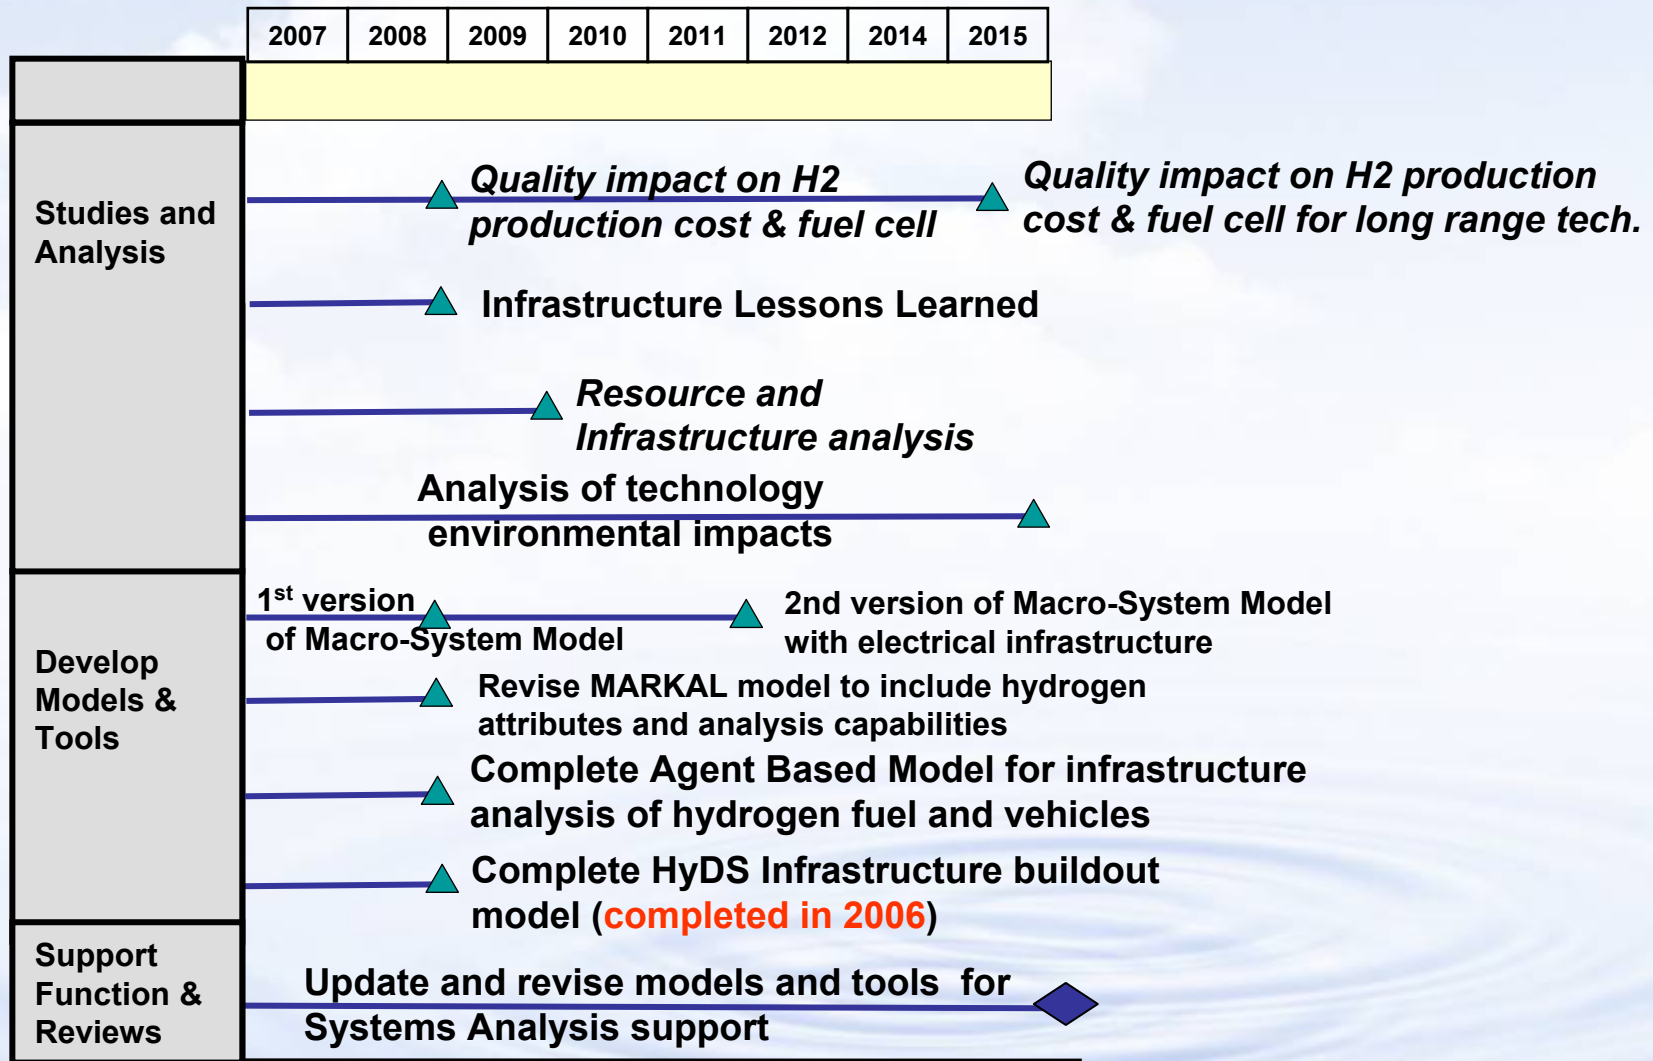 2007 2008 2009 2010 2011 2012 2014 2015
Studies and
Analysis
Quality impact on H2
production cost & fuel cell
Quality impact on H2 production
cost & fuel cell for long range tech.
Infrastructure Lessons Learned
Resource and
Infrastructure analysis
Analysis of technology
environmental impacts
Develop
Models &
Tools
1st version
of Macro-System Model
2nd version of Macro-System Model
with electrical infrastructure
Revise MARKAL model to include hydrogen
attributes and analysis capabilities
Complete Agent Based Model for infrastructure
analysis of hydrogen fuel and vehicles
Complete HyDS Infrastructure buildout
model (completed in 2006)
Support
Function &
Reviews
Update and revise models and tools for
Systems Analysis support